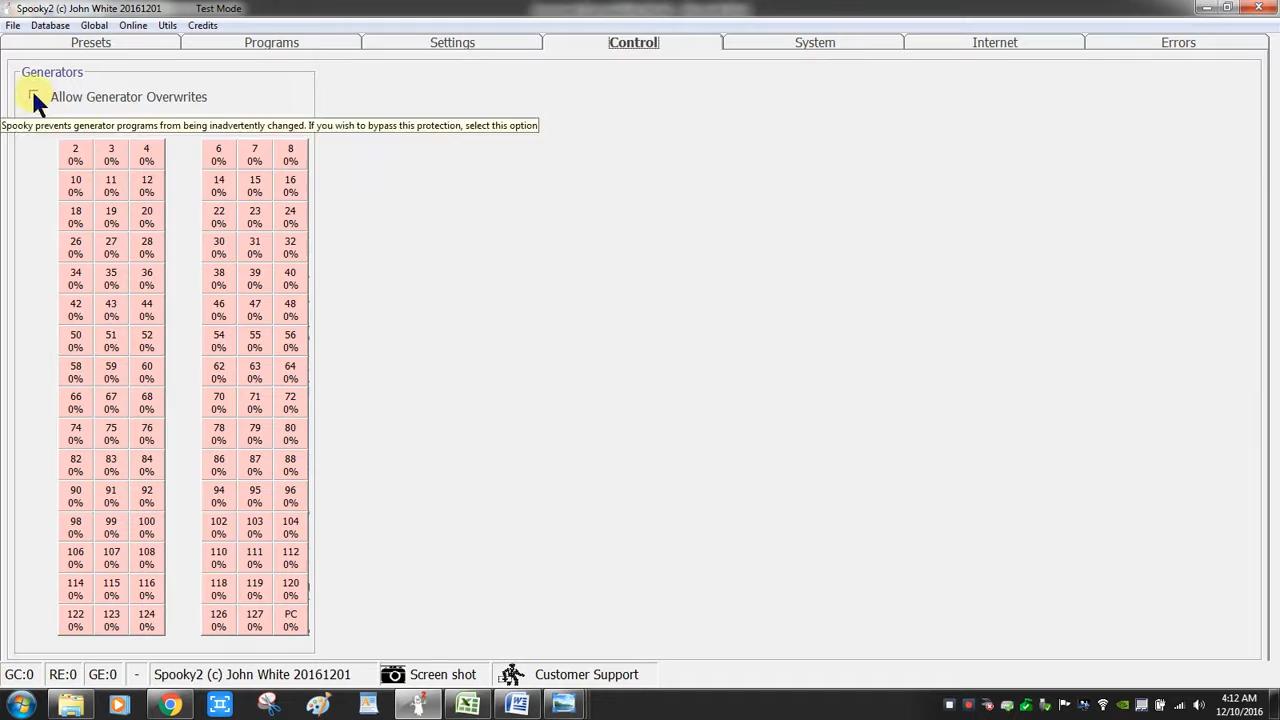 Spooky2 (c) John White 20161201 Test Mode
File Database Global Online Utils Credits
Presets Programs Settings Control System Internet Errors
Generators
Allow Generator Overwrites
Spooky prevents generator programs from being inadvertently changed. If you wish to bypass this protection, select this option
2 3 4 6 7 8
0% 0% 0% 0% 0% 0%
10 11 12 14 15 16
0% 0% 0% 0% 0% 0%
18 19 20 22 23 24
0% 0% 0% 0% 0% 0%
26 27 28 30 31 32
0% 0% 0% 0% 0% 0%
34 35 36 38 39 40
0% 0% 0% 0% 0% 0%
42 43 44 46 47 48
0% 0% 0% 0% 0% 0%
50 51 52 54 55 56
0% 0% 0% 0% 0% 0%
58 59 60 62 63 64
0% 0% 0% 0% 0% 0%
66 67 68 70 71 72
0% 0% 0% 0% 0% 0%
74 75 76 78 79 80
0% 0% 0% 0% 0% 0%
82 83 84 86 87 88
0% 0% 0% 0% 0% 0%
90 91 92 94 95 96
0% 0% 0% 0% 0% 0%
98 99 100 102 103 104
0% 0% 0% 0% 0% 0%
106 107 108 110 111 112
0% 0% 0% 0% 0% 0%
114 115 116 118 119 120
0% 0% 0% 0% 0% 0%
122 123 124 126 127 PC
0% 0% 0% 0% 0% 0%
GC:0 RE:0 GE:0 - Spooky2 (c) John White 20161201 Screen shot Customer Support
4:12 AM
12/10/2016